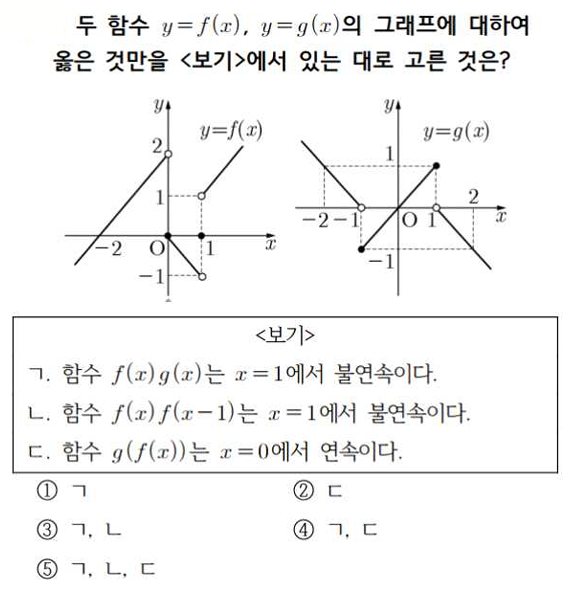 두 함수 y=f(x), y=g(x)의 그래프에 대하여
옳은 것만을 <보기>에서 있는 대로 고른 것은?
y
y=f(x)
2
1
-2
O
1
x
-1
y
y=g(x)
1
2
-2
-1
O
1
x
-1
<보기>
ㄱ. 함수 f(x)g(x)는 x=1에서 불연속이다.
ㄴ. 함수 f(x)f(x-1)는 x=1에서 불연속이다.
ㄷ. 함수 g(f(x))는 x=0에서 연속이다.
① ㄱ ② ㄷ
③ ㄱ, ㄴ ④ ㄱ, ㄷ
⑤ ㄱ, ㄴ, ㄷ